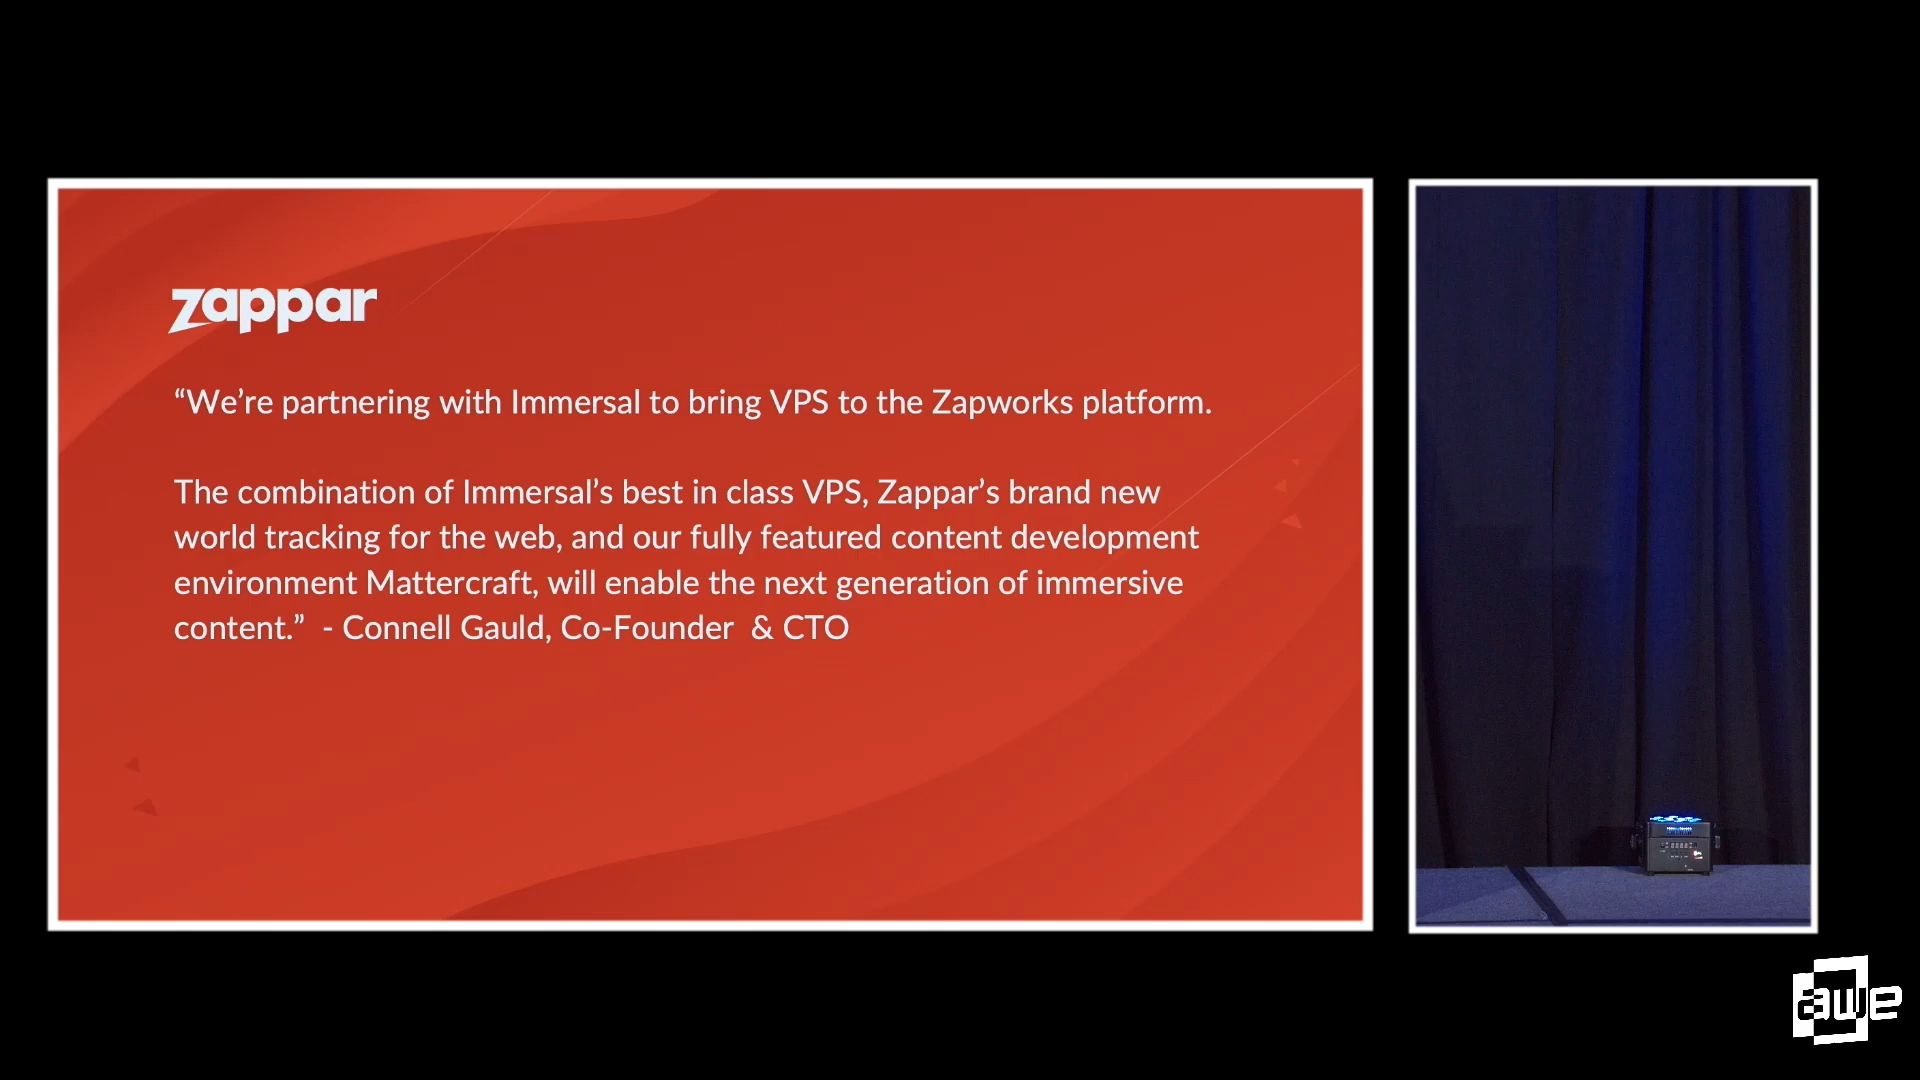 zappar
“We’re partnering with Immersal to bring VPS to the Zapworks platform.
The combination of Immersal’s best in class VPS, Zappar’s brand new
world tracking for the web, and our fully featured content development
environment Mattercraft, will enable the next generation of immersive
content.”  - Connell Gauld, Co-Founder  & CTO
awe